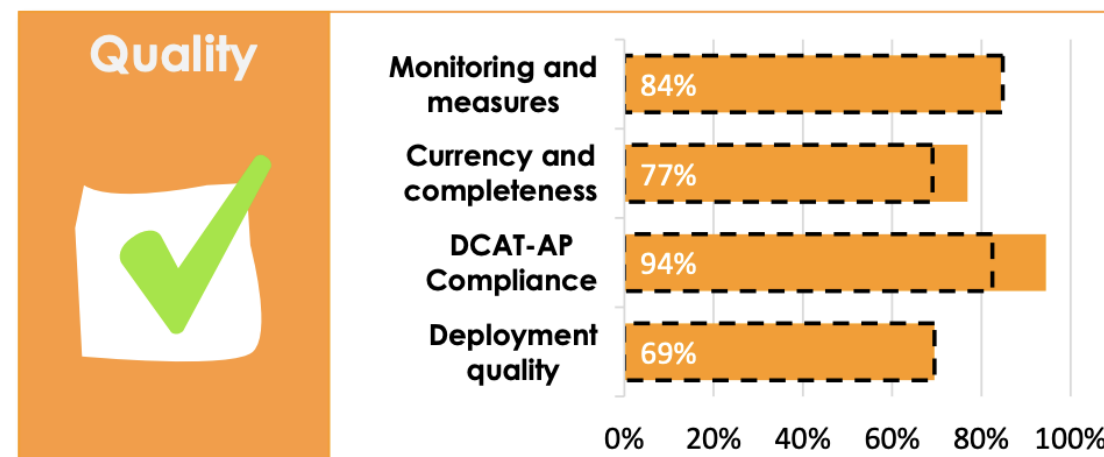 Quality
Monitoring and
measures
84%
Currency and
completeness
77%
DCAT-AP
Compliance
94%
Deployment
quality
69%
0% 20% 40% 60% 80% 100%